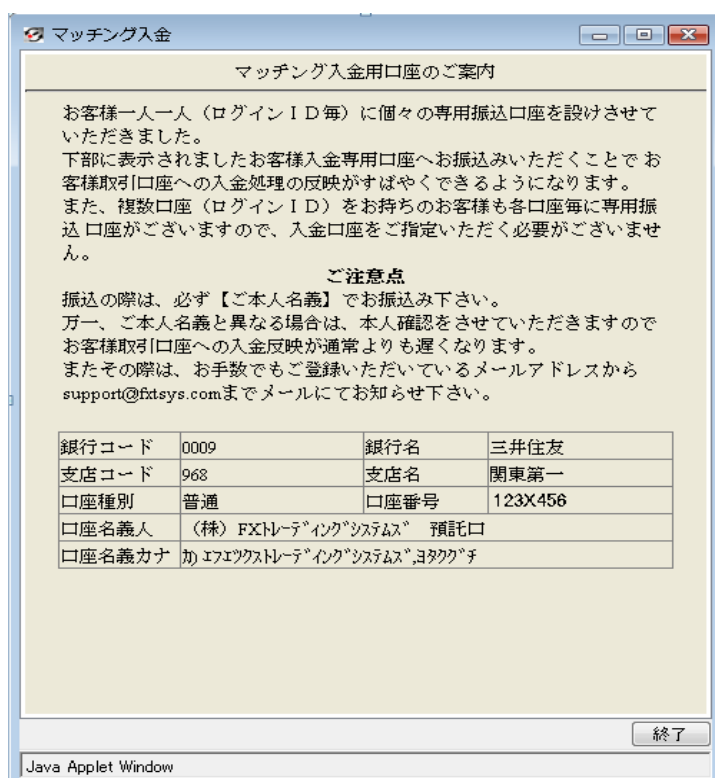 マッチング入金
マッチング入金用口座のご案内
お客様一人一人（ログインＩＤ毎）に個々の専用振込口座を設けさせて
いただきました。
下部に表示されましたお客様入金専用口座へお振込みいただくことで お
客様取引口座への入金処理の反映がすばやくできるようになります。
また、複数口座（ログインＩＤ）をお持ちのお客様も各口座毎に専用振
込 口座がございますので、入金口座をご指定いただく必要がございませ
ん。
ご注意点
振込の際は、必ず【ご本人名義】でお振込み下さい。
万一、ご本人名義と異なる場合は、本人確認をさせていただきますので
お客様取引口座への入金反映が通常よりも遅くなります。
またその際は、お手数でもご登録いただいているメールアドレスから
support@fxtsys.comまでメールにてお知らせ下さい。
銀行コード 0009 銀行名 三井住友
支店コード 968 支店名 関東第一
口座種別 普通 口座番号 123X456
口座名義人 （株）FXﾄﾚｰﾃﾞｨﾝｸﾞｼｽﾃﾑｽﾞ 預託口
口座名義カナ ｶ) ｴﾌｴﾂｸｽﾄﾚｰﾃﾞｲﾝｸﾞｼｽﾃﾑｽﾞ,ﾖﾀｸｸﾞﾁ
終了
Java Applet Window